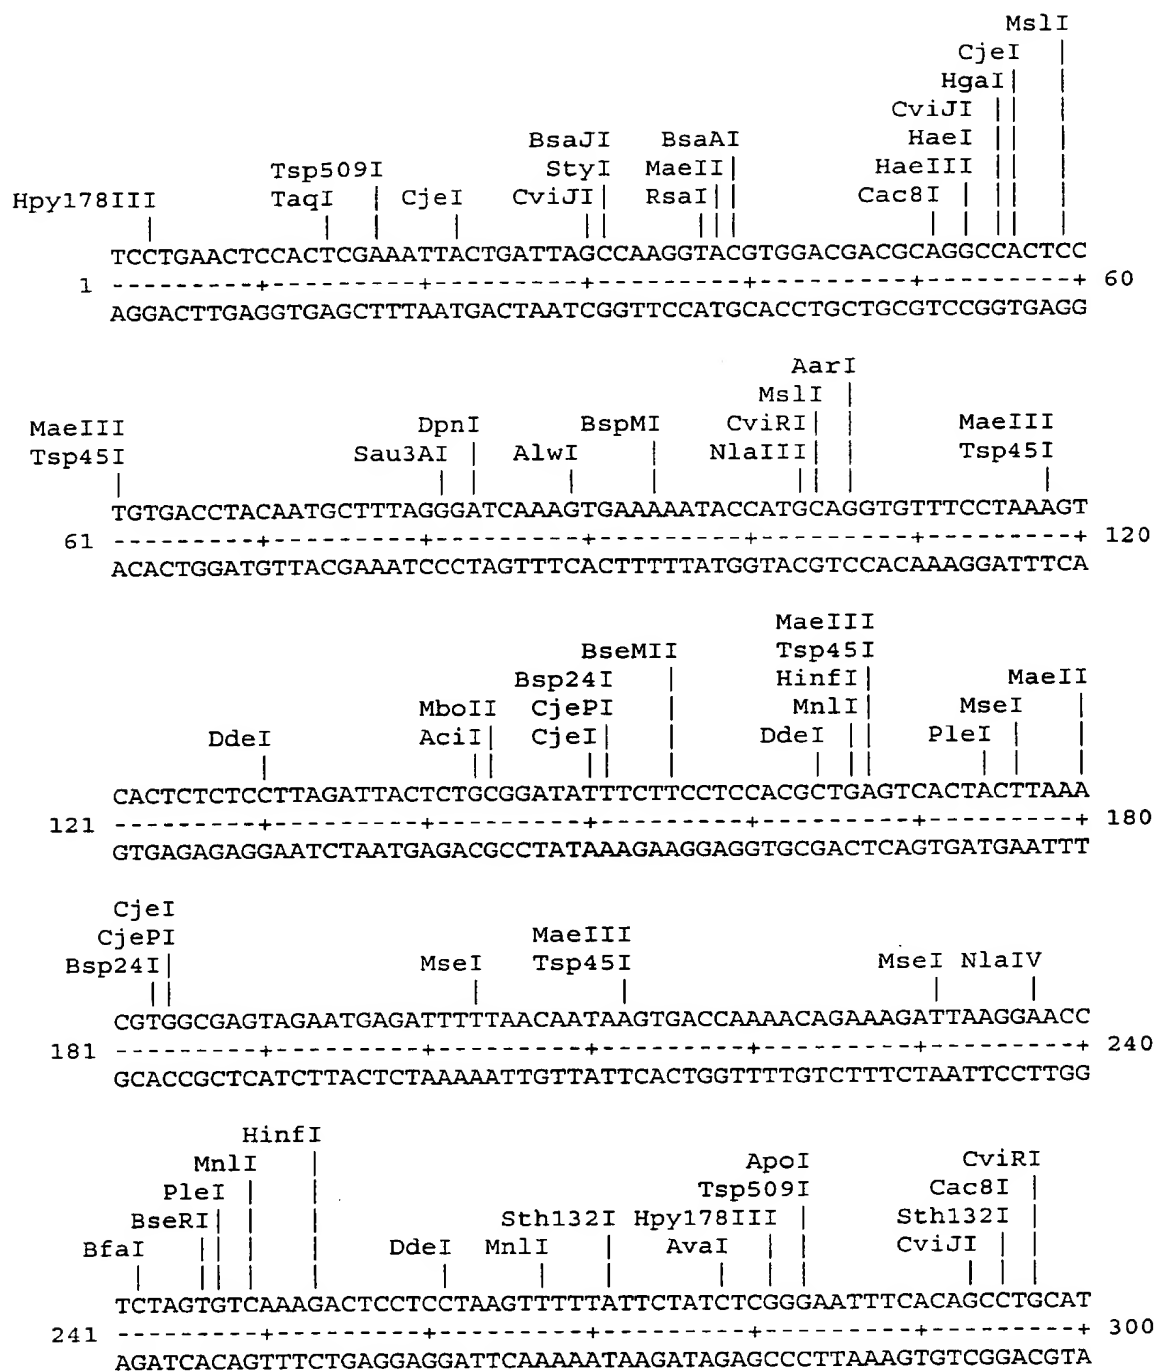 MslI
CjeI |
HgaI| |
CviJI || |
HaeI || |
BsaJI BsaAI
Tsp509I StyI MaeII| HaeIII
Hpy178III TaqI | CjeI CviJI| RsaI|| Cac8I
TCCTGAACTCCACTCGAAATTACTGATTAGCCAAGGTACGTGGACGACGCAGGCCACTCC
1 ---------+---------+---------+---------+---------+---------+ 60
AGGACTTGAGGTGAGCTTTAATGACTAATCGGTTCCATGCACCTGCTGCGTCCGGTGAGG
AarI
MslI |
MaeIII DpnI BspMI CviRI| MaeIII
Tsp45I Sau3AI | AlwI | NlaIII| | Tsp45I
TGTGACCTACAATGCTTTAGGGATCAAAGTGAAAAATACCATGCAGGTGTTTCCTAAAGT
61 ---------+---------+---------+---------+---------+---------+ 120
ACACTGGATGTTACGAAATCCCTAGTTTCACTTTTTATGGTACGTCCACAAAGGATTTCA
MaeIII
BseMII Tsp45I
Bsp24I HinfI| MaeII
MboII CjePI MnlI| MseI
DdeI AciI| CjeI| DdeI PleI |
CACTCTCTCCTTAGATTACTCTGCGGATATTTCTTCCTCCACGCTGAGTCACTACTTAAA
121 ---------+---------+---------+---------+---------+---------+ 180
GTGAGAGAGGAATCTAATGAGACGCCTATAAAGAAGGAGGTGCGACTCAGTGATGAATTT
CjeI
CjePI MaeIII
Bsp24I| MseI Tsp45I MseI NlaIV
CGTGGCGAGTAGAATGAGATTTTTAACAATAAGTGACCAAAACAGAAAGATTAAGGAACC
181 ---------+---------+---------+---------+---------+---------+ 240
GCACCGCTCATCTTACTCTAAAAATTGTTATTCACTGGTTTTGTCTTTCTAATTCCTTGG
HinfI
MnlI | ApoI CviRI
PleI | Tsp509I Cac8I
BseRI| Sth132I Hpy178III | Sth132I
BfaI DdeI MnlI AvaI CviJI
TCTAGTGTCAAAGACTCCTCCTAAGTTTTTATTCTATCTCGGGAATTTCACAGCCTGCAT
241 ---------+---------+---------+---------+---------+---------+ 300
AGATCACAGTTTCTGAGGAGGATTCAAAAATAAGATAGAGCCCTTAAAGTGTCGGACGTA